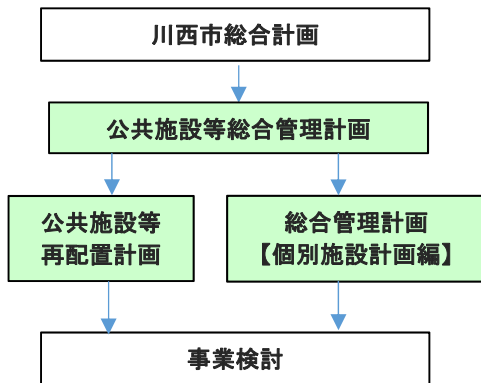 川西市総合計画
公共施設等総合管理計画
公共施設等
再配置計画
総合管理計画
【個別施設計画編】
事業検討